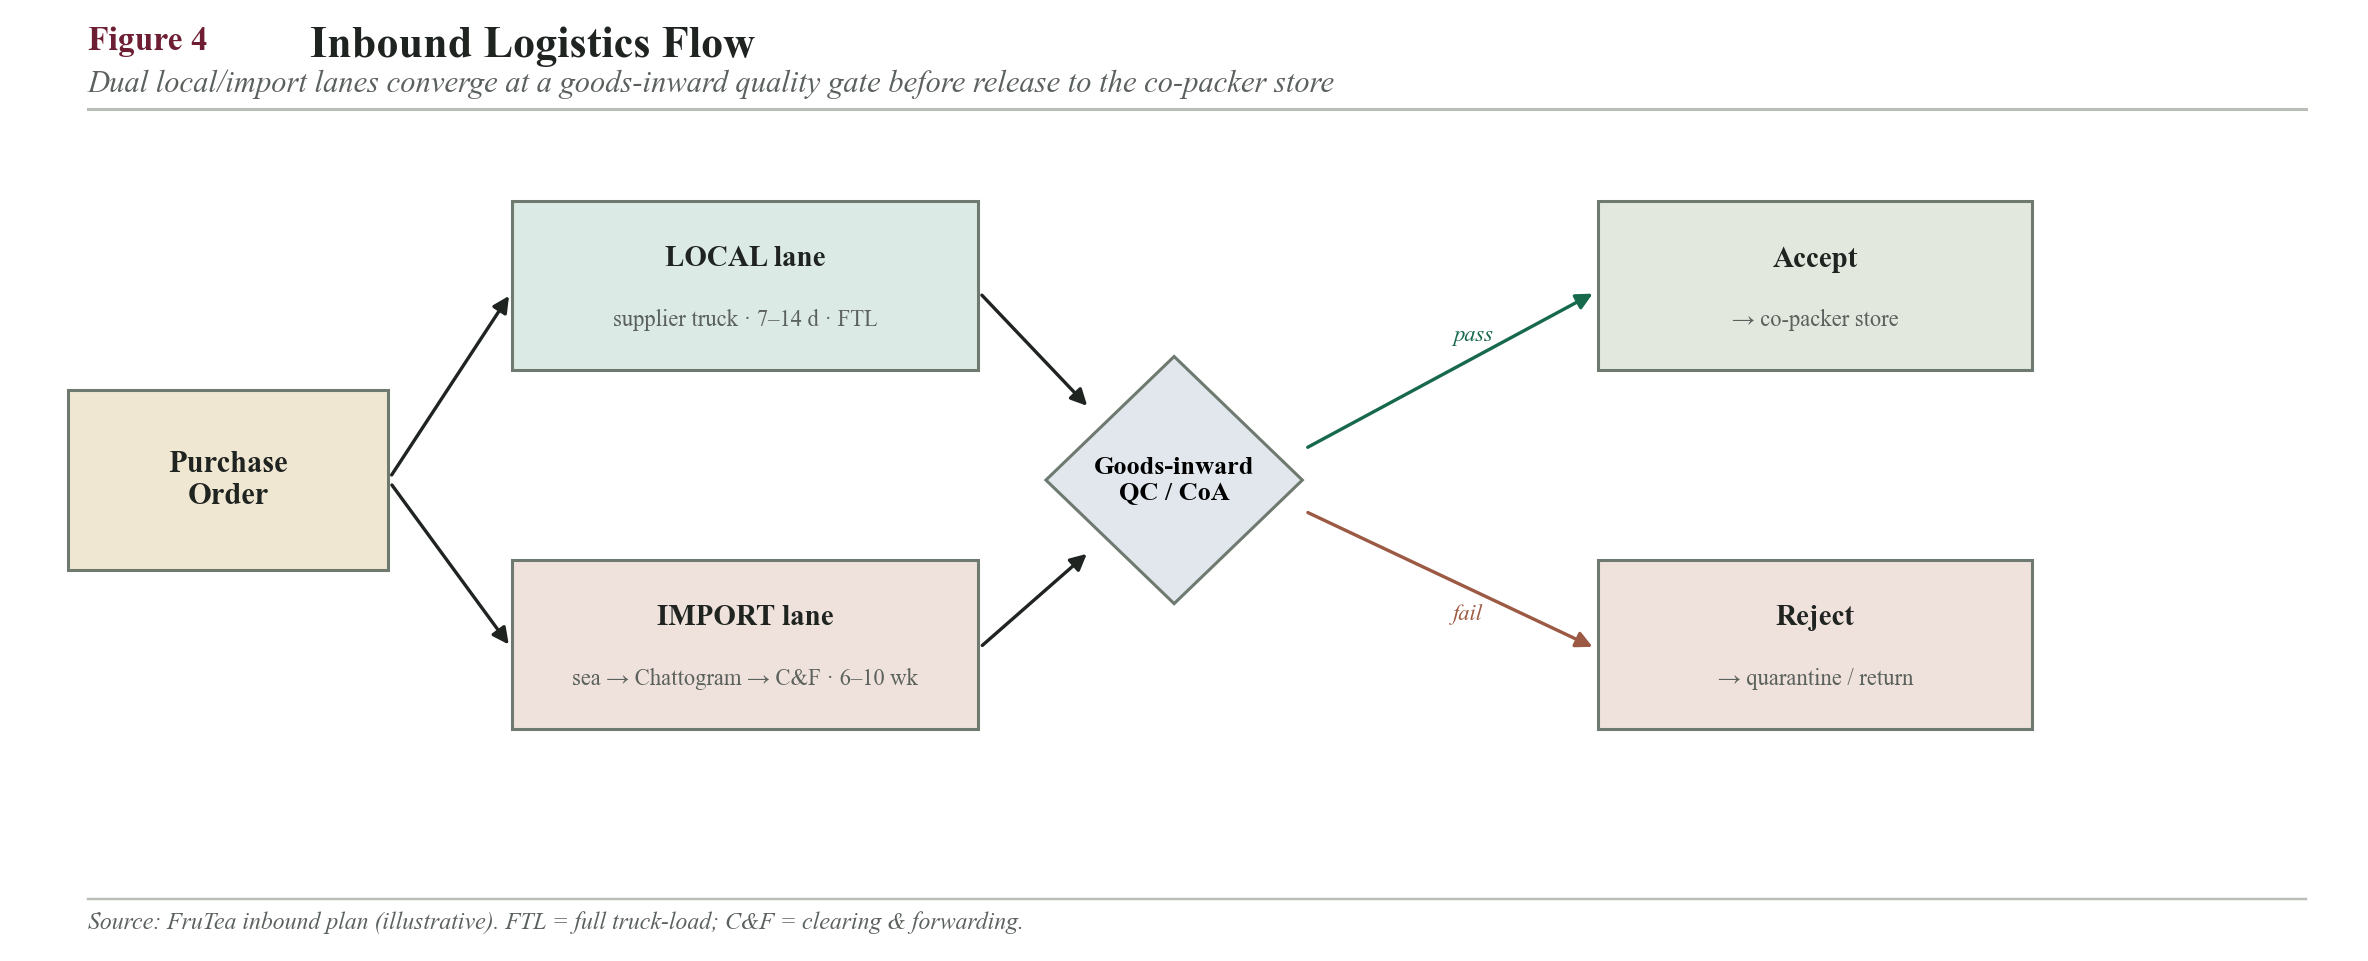 Figure 4 Inbound Logistics Flow
Dual local/import lanes converge at a goods-inward quality gate before release to the co-packer store
Purchase
Order
LOCAL lane
supplier truck · 7–14 d · FTL
IMPORT lane
sea → Chattogram → C&F · 6–10 wk
Goods-inward
QC / CoA
pass
fail
Accept
→ co-packer store
Reject
→ quarantine / return
Source: FruTea inbound plan (illustrative). FTL = full truck-load; C&F = clearing & forwarding.